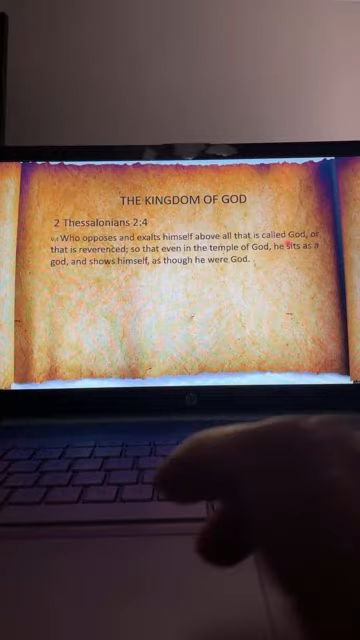 THE KINGDOM OF GOD
2 Thessalonians 2:4
Who opposes and exalts himself above all that is called God, or
that is reverenced; so that even in the temple of God, he sits as a
god, and shows himself, as though he were God.
hp